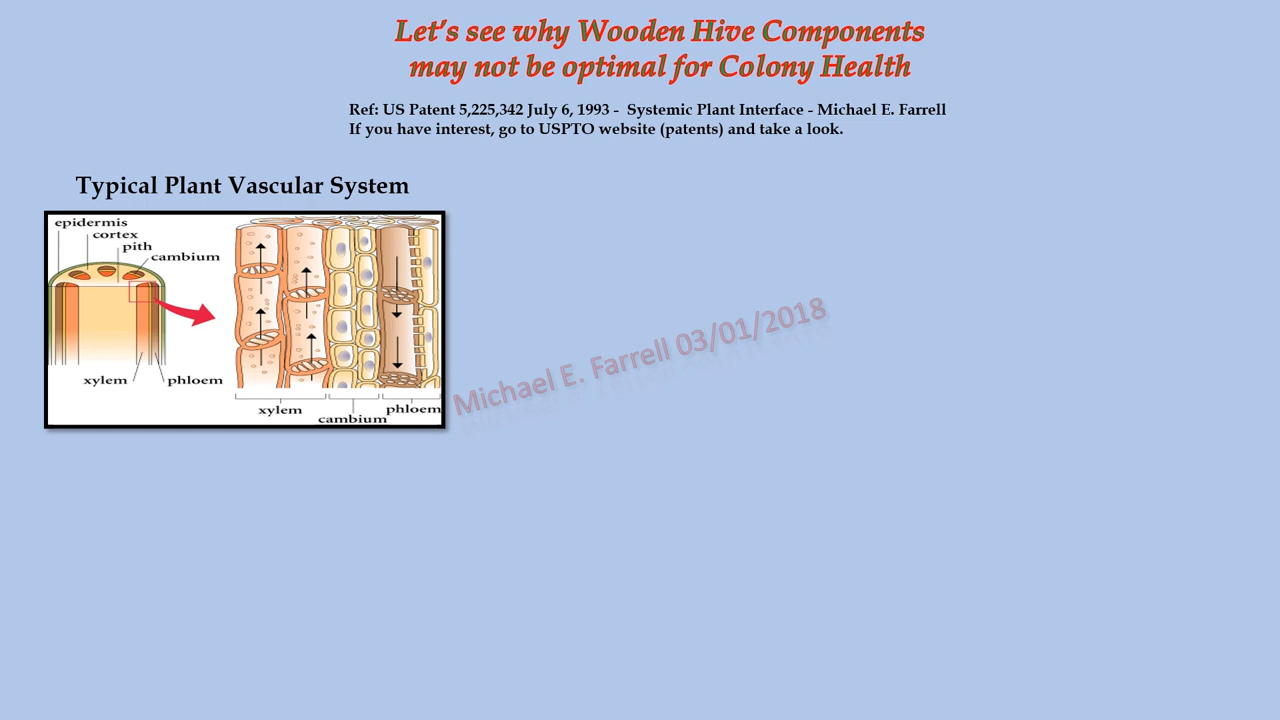 Let’s see why Wooden Hive Components
may not be optimal for Colony Health
Ref: US Patent 5,225,342 July 6, 1993 -  Systemic Plant Interface - Michael E. Farrell
If you have interest, go to USPTO website (patents) and take a look.
Typical Plant Vascular System
epidermis
cortex
pith
cambium
xylem
phloem
xylem
cambium
phloem
Michael E. Farrell 03/01/2018